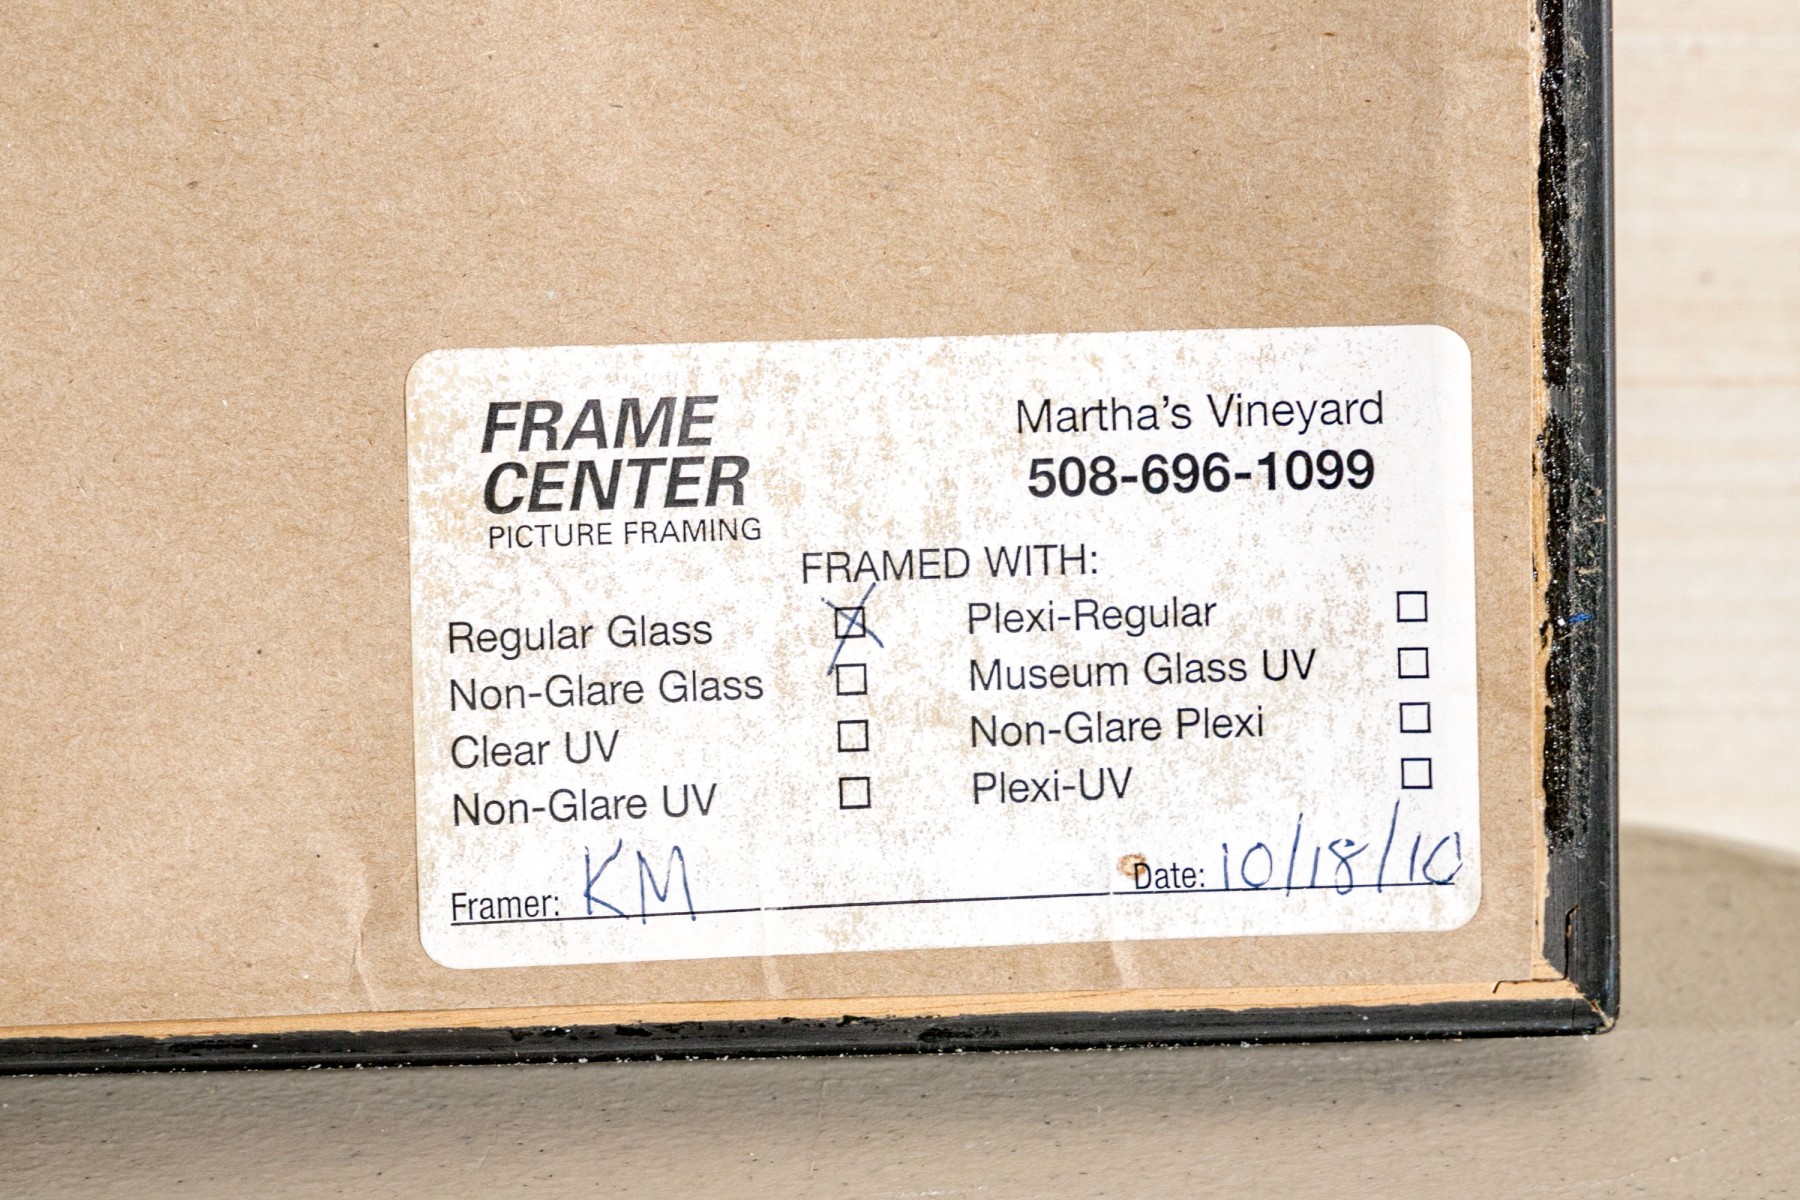 FRAME
CENTER
PICTURE FRAMING
Martha's Vineyard
508-696-1099
FRAMED WITH:
Regular Glass ☒ Plexi-Regular ☐
Non-Glare Glass ☐ Museum Glass UV ☐
Clear UV ☐ Non-Glare Plexi ☐
Non-Glare UV ☐ Plexi-UV ☐
Framer: KM Date: 10/18/10